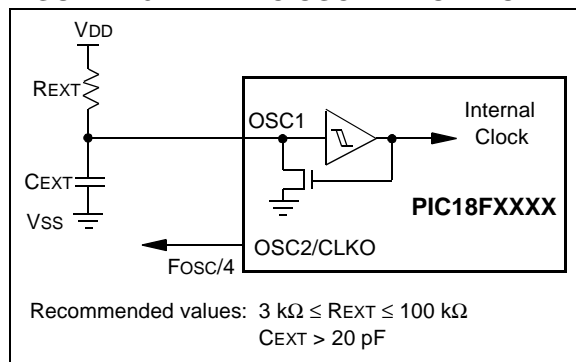 VDD
REXT
OSC1
Internal
Clock
CEXT
PIC18FXXXX
VSS
OSC2/CLKO
FOSC/4
Recommended values: 3 kΩ ≤ REXT ≤ 100 kΩ
CEXT > 20 pF